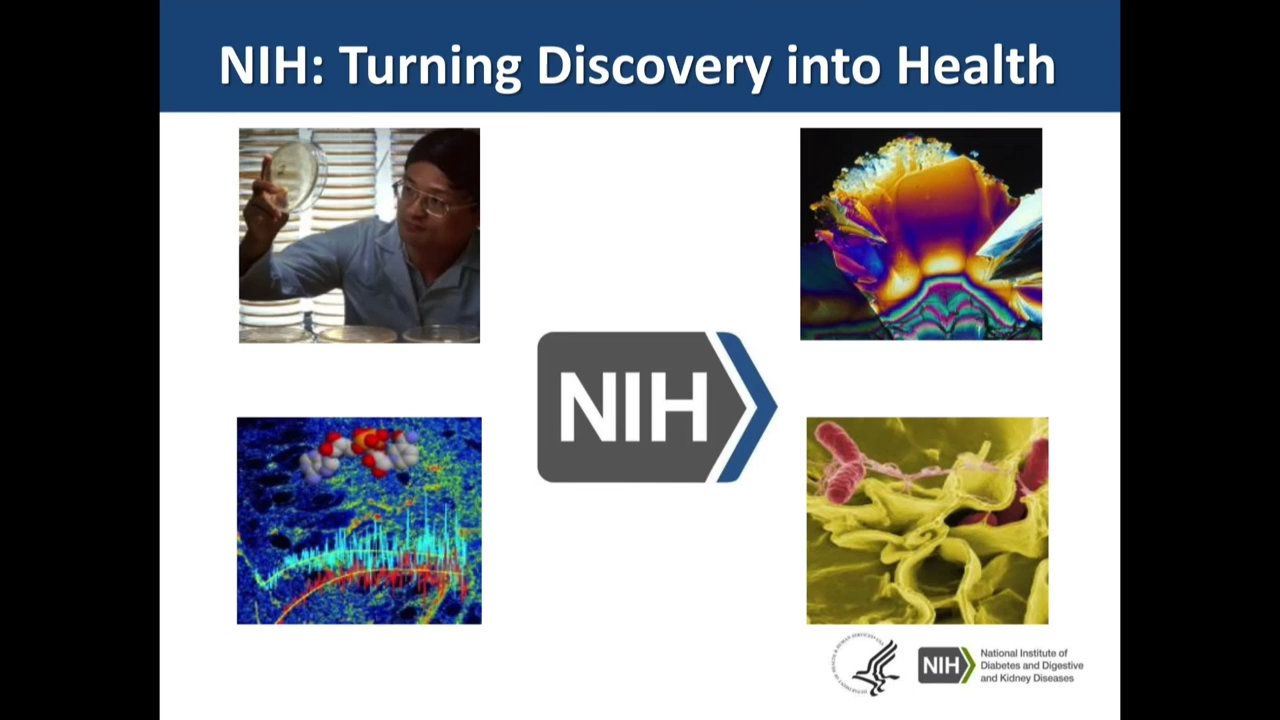 NIH: Turning Discovery into Health
NIH
NIH
National Institute of
Diabetes and Digestive
and Kidney Diseases